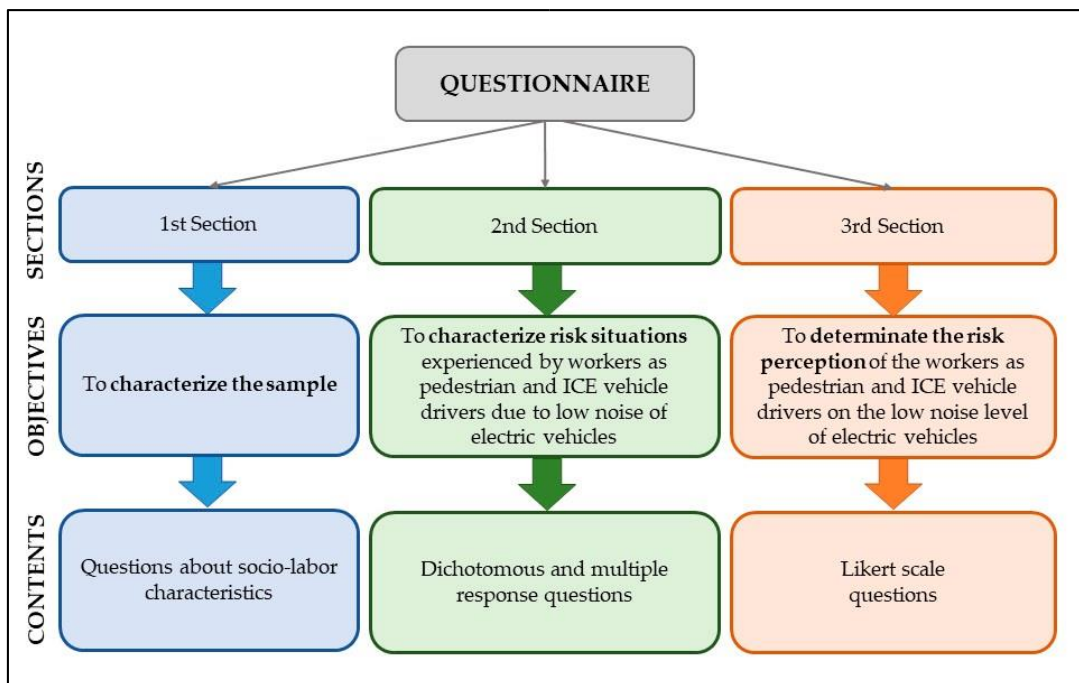 QUESTIONNAIRE
SECTIONS
1st Section
2nd Section
3rd Section
OBJECTIVES
To characterize the sample
To characterize risk situations
experienced by workers as
pedestrian and ICE vehicle
drivers due to low noise of
electric vehicles
To determinate the risk
perception of the workers as
pedestrian and ICE vehicle
drivers on the low noise level
of electric vehicles
CONTENTS
Questions about socio-labor
characteristics
Dichotomous and multiple
response questions
Likert scale
questions